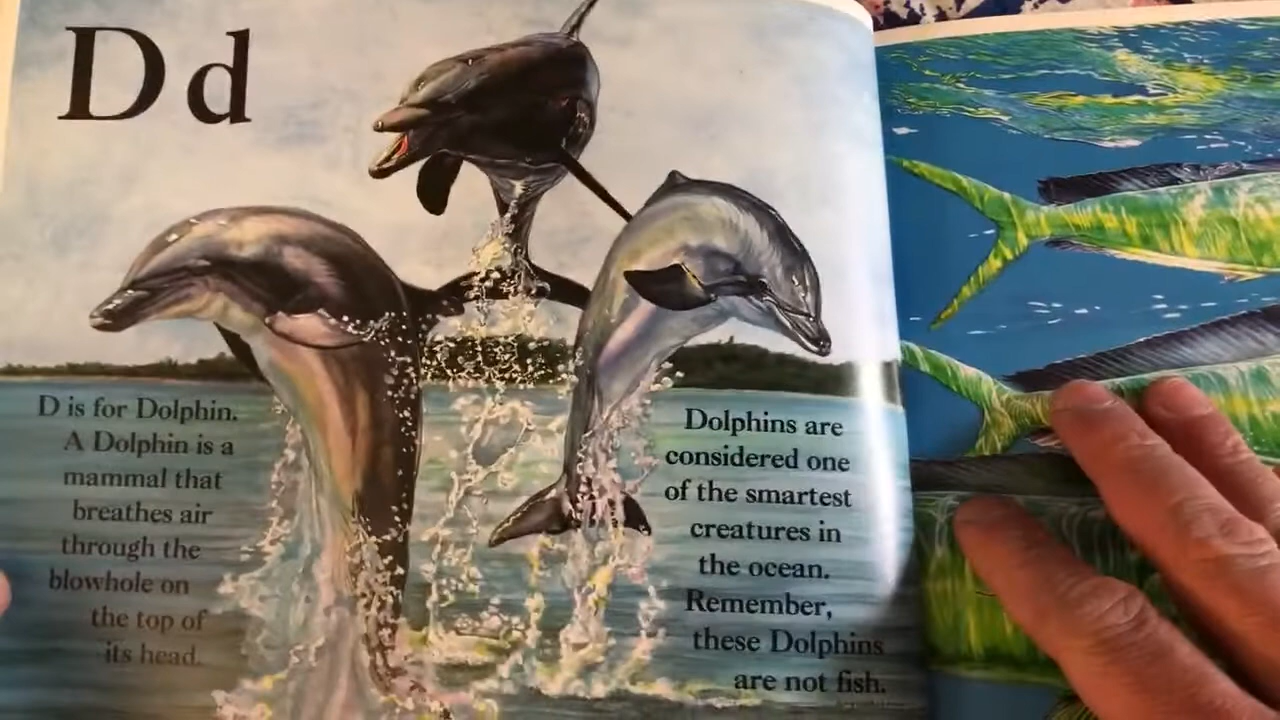 D d
D is for Dolphin.
A Dolphin is a
mammal that
breathes air
through the
blowhole on
the top of
its head.
Dolphins are
considered one
of the smartest
creatures in
the ocean.
Remember,
these Dolphins
are not fish.